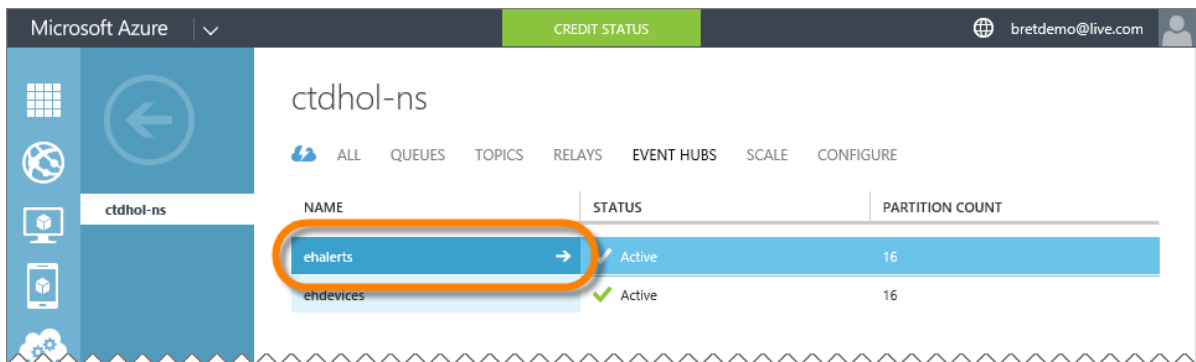 Microsoft Azure CREDIT STATUS bretdemo@live.com
ctdhol-ns
ALL QUEUES TOPICS RELAYS EVENT HUBS SCALE CONFIGURE
ctdhol-ns
NAME STATUS PARTITION COUNT
ehalerts Active 16
ehdevices Active 16